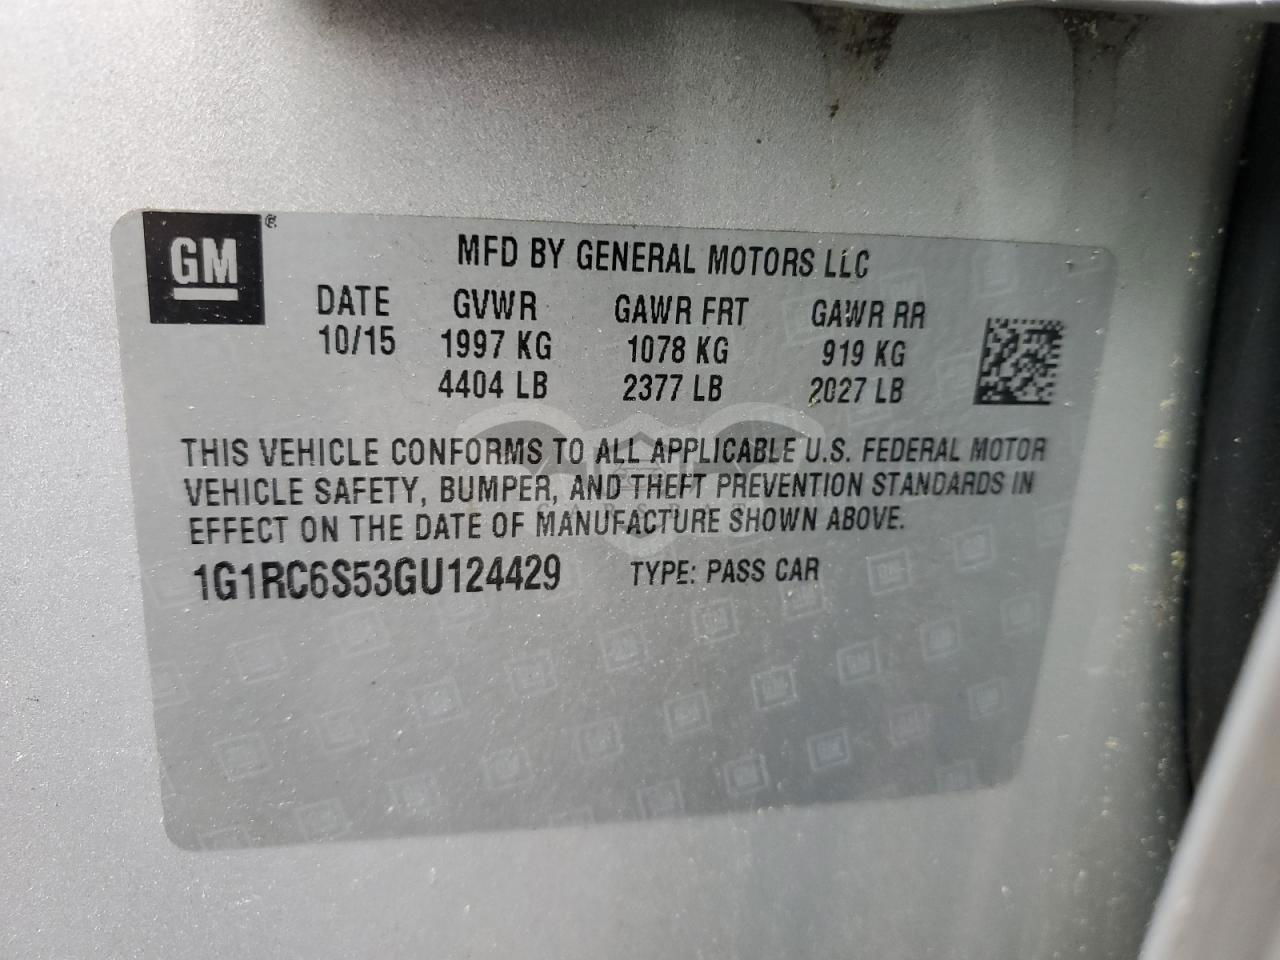 GM ®
MFD BY GENERAL MOTORS LLC
DATE GVWR GAWR FRT GAWR RR
10/15 1997 KG 1078 KG 919 KG
4404 LB 2377 LB 2027 LB
THIS VEHICLE CONFORMS TO ALL APPLICABLE U.S. FEDERAL MOTOR
VEHICLE SAFETY, BUMPER, AND THEFT PREVENTION STANDARDS IN
EFFECT ON THE DATE OF MANUFACTURE SHOWN ABOVE.
1G1RC6S53GU124429 TYPE: PASS CAR